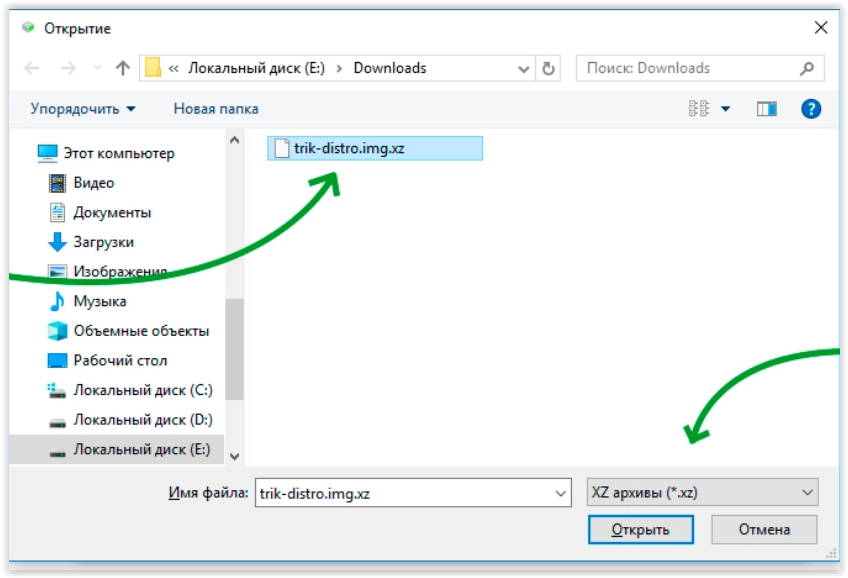 Открытие
« Локальный диск (E:) › Downloads
Поиск: Downloads
Упорядочить
Новая папка
?
Этот компьютер
Видео
Документы
Загрузки
Изображения
Музыка
Объемные объекты
Рабочий стол
Локальный диск (C:)
Локальный диск (D:)
Локальный диск (E:)
trik-distro.img.xz
Имя файла: trik-distro.img.xz
XZ архивы (*.xz)
Открыть
Отмена